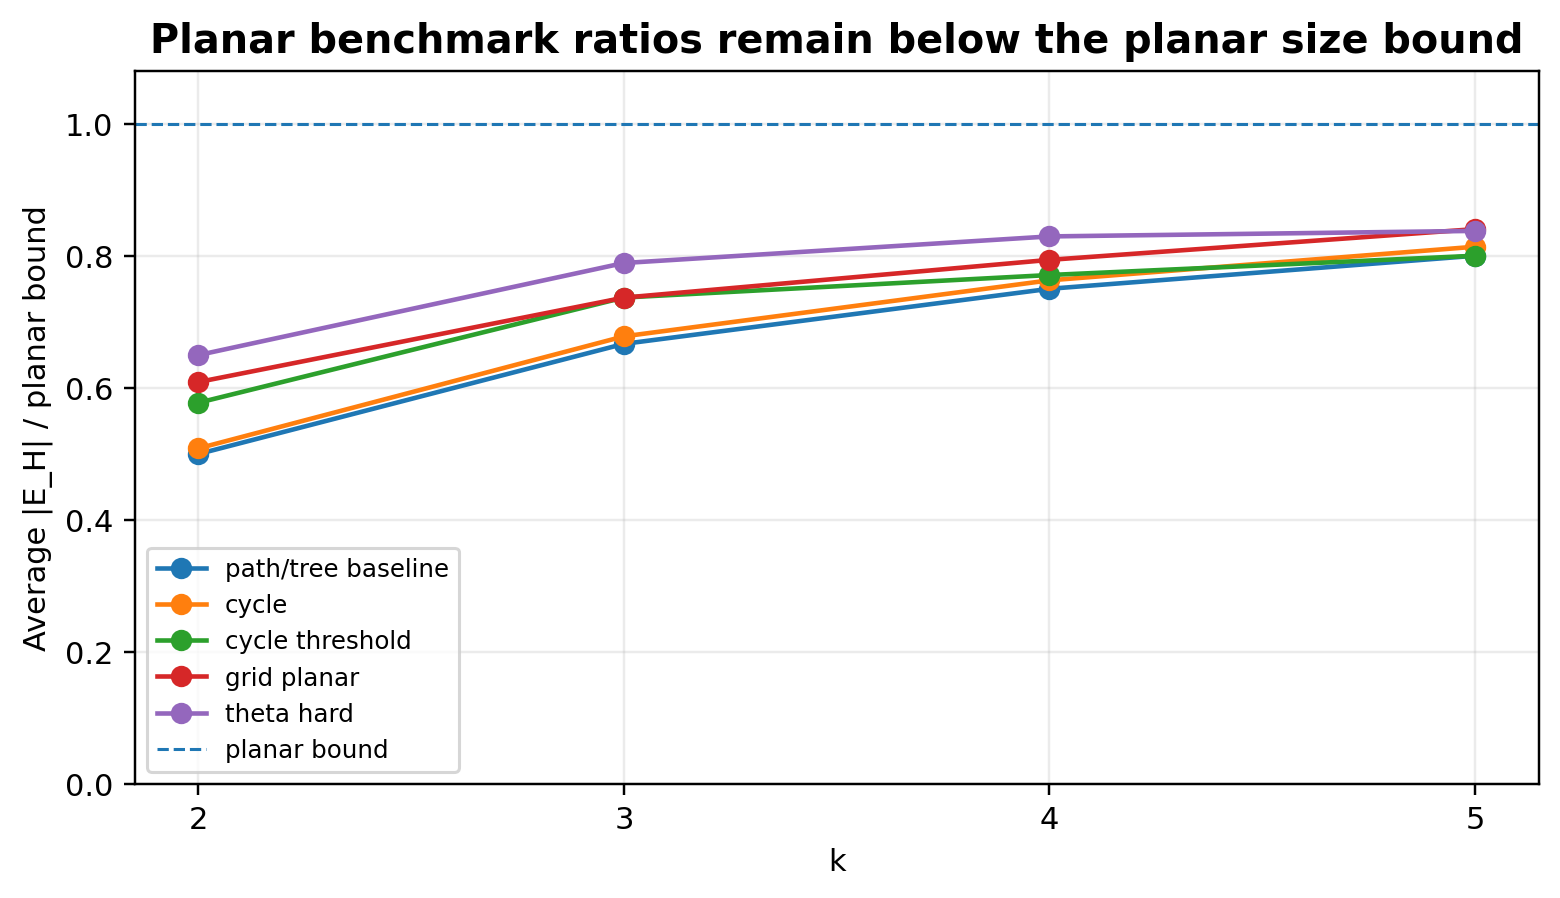 Planar benchmark ratios remain below the planar size bound
Average |E_H| / planar bound
1.0
0.8
0.6
0.4
0.2
0.0
path/tree baseline
cycle
cycle threshold
grid planar
theta hard
planar bound
2 3 4 5
k